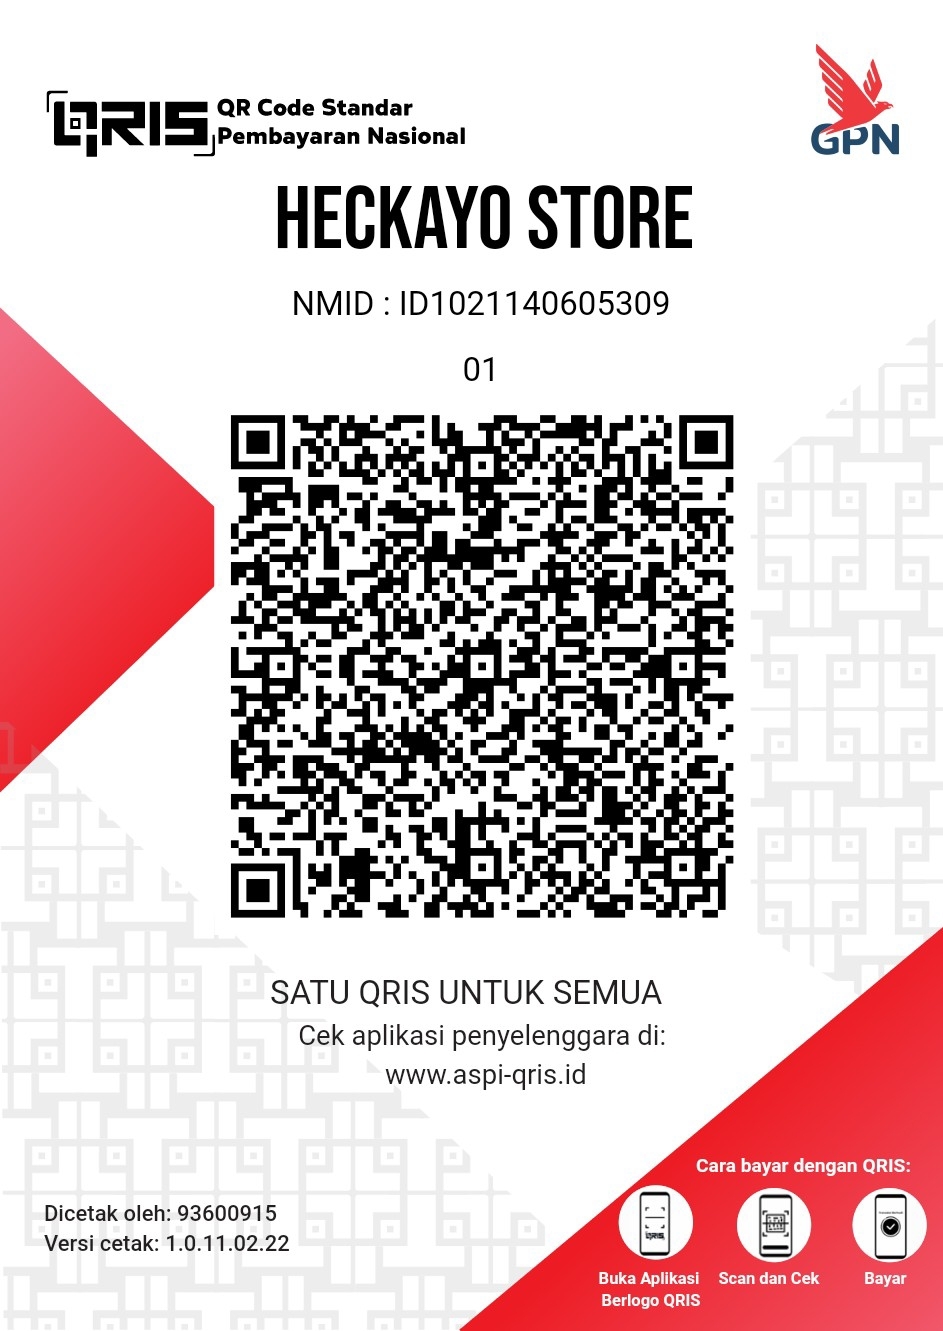 QRIS QR Code Standar
Pembayaran Nasional
GPN
HECKAYO STORE
NMID : ID1021140605309
01
SATU QRIS UNTUK SEMUA
Cek aplikasi penyelenggara di:
www.aspi-qris.id
Dicetak oleh: 93600915
Versi cetak: 1.0.11.02.22
Cara bayar dengan QRIS:
QRIS
Buka Aplikasi
Berlogo QRIS
Scan dan Cek
Bayar